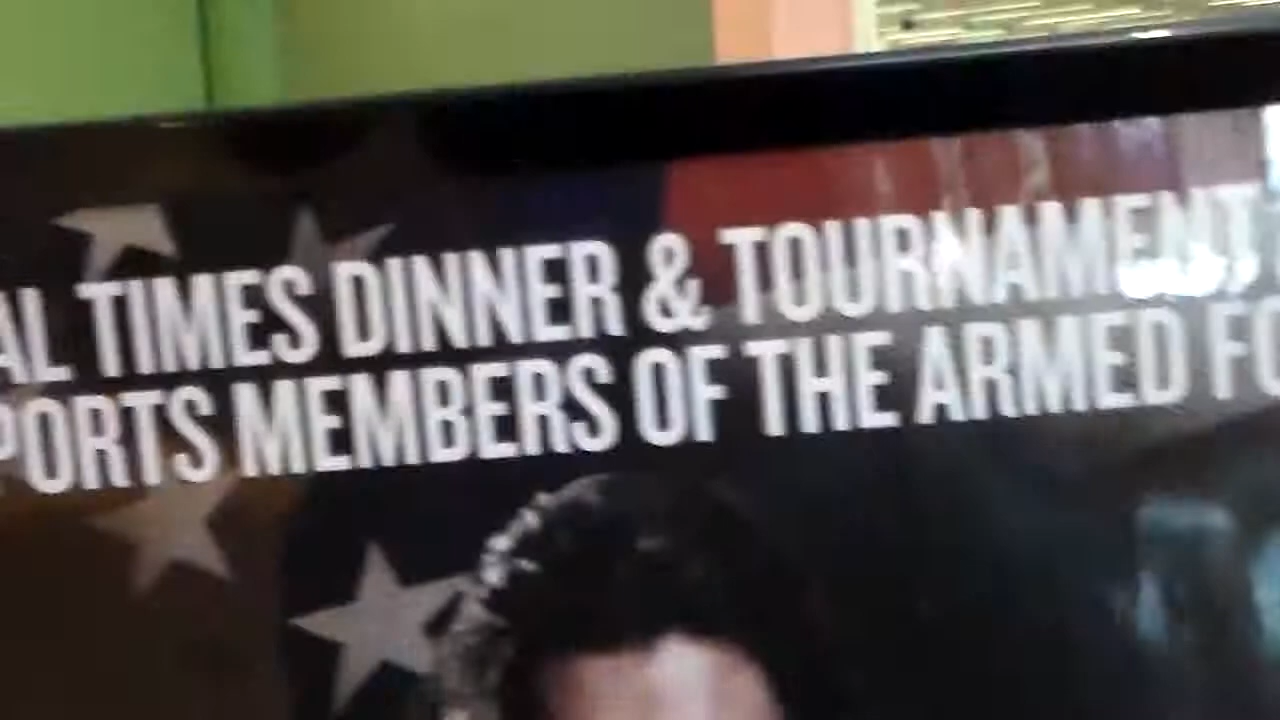 AL TIMES DINNER & TOURNAMENT
PORTS MEMBERS OF THE ARMED FO